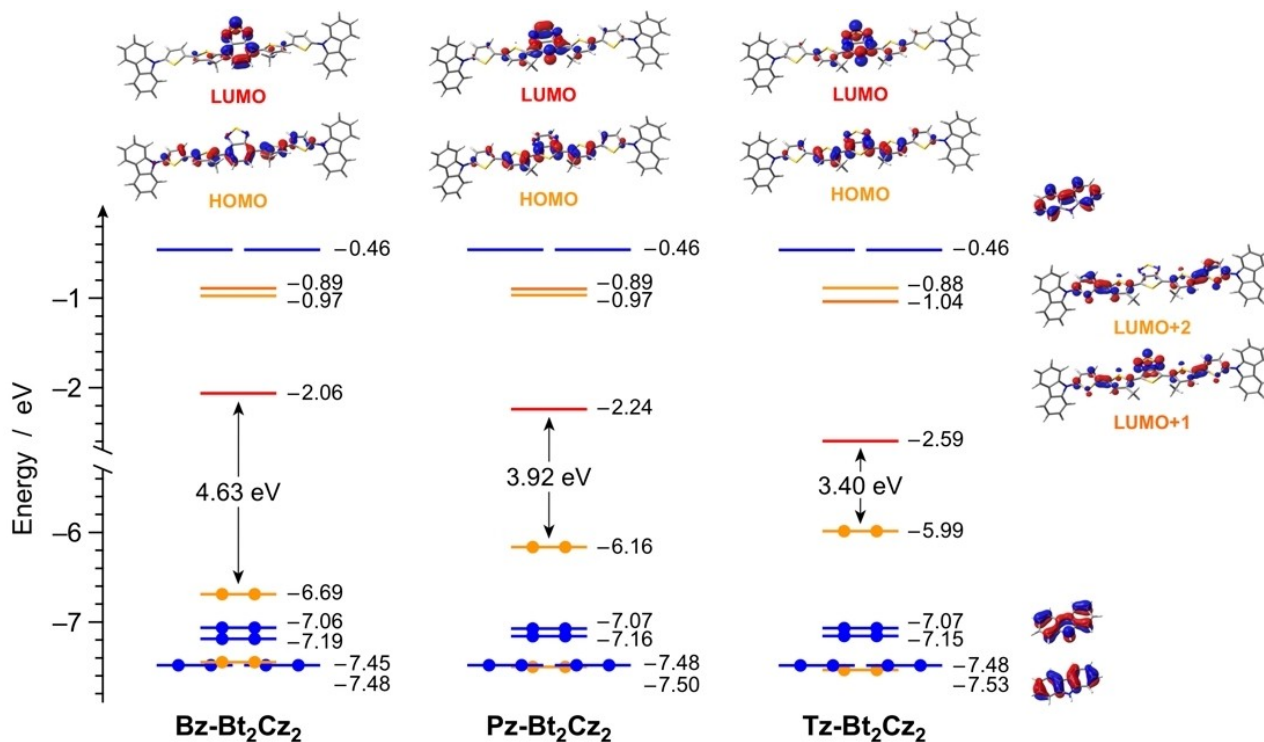 LUMO
LUMO
LUMO
HOMO
HOMO
HOMO
Energy / eV
−1
−2
−6
−7
−0.46
−0.89
−0.97
−2.06
4.63 eV
−6.69
−7.06
−7.19
−7.45
−7.48
Bz-Bt₂Cz₂
−0.46
−0.89
−0.97
−2.24
3.92 eV
−6.16
−7.07
−7.16
−7.48
−7.50
Pz-Bt₂Cz₂
−0.46
−0.88
−1.04
−2.59
3.40 eV
−5.99
−7.07
−7.15
−7.48
−7.53
Tz-Bt₂Cz₂
LUMO+2
LUMO+1